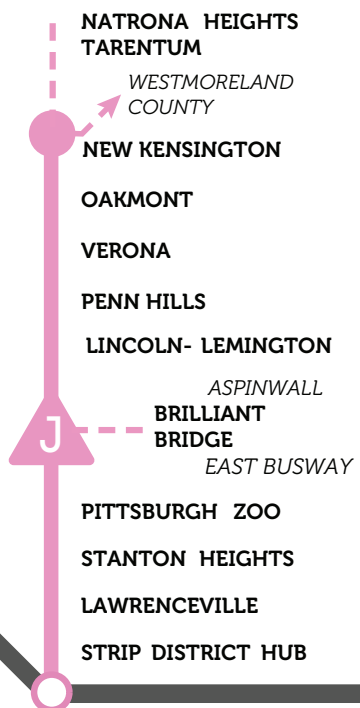 NATRONA HEIGHTS
TARENTUM
WESTMORELAND
COUNTY
NEW KENSINGTON
OAKMONT
VERONA
PENN HILLS
LINCOLN- LEMINGTON
ASPINWALL
J
BRILLIANT
BRIDGE
EAST BUSWAY
PITTSBURGH ZOO
STANTON HEIGHTS
LAWRENCEVILLE
STRIP DISTRICT HUB